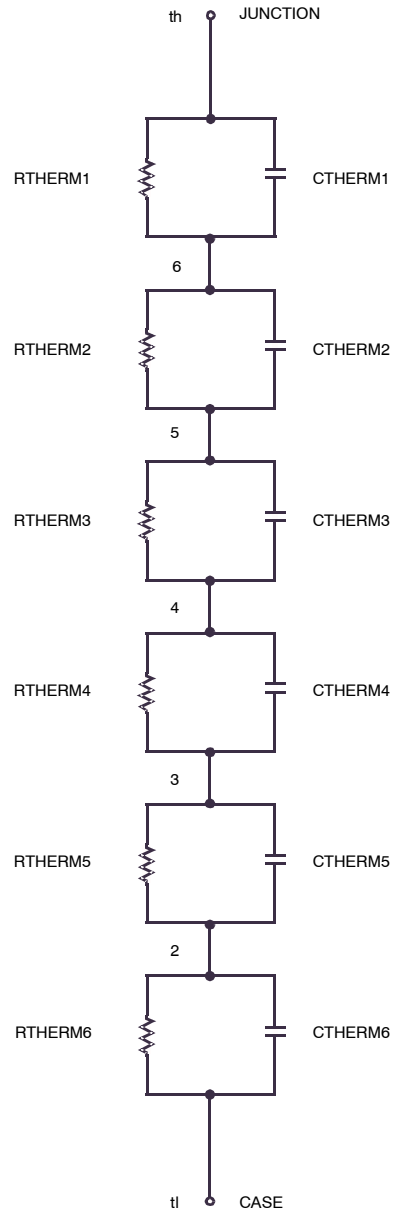 th JUNCTION
RTHERM1 CTHERM1
6
RTHERM2 CTHERM2
5
RTHERM3 CTHERM3
4
RTHERM4 CTHERM4
3
RTHERM5 CTHERM5
2
RTHERM6 CTHERM6
tl CASE